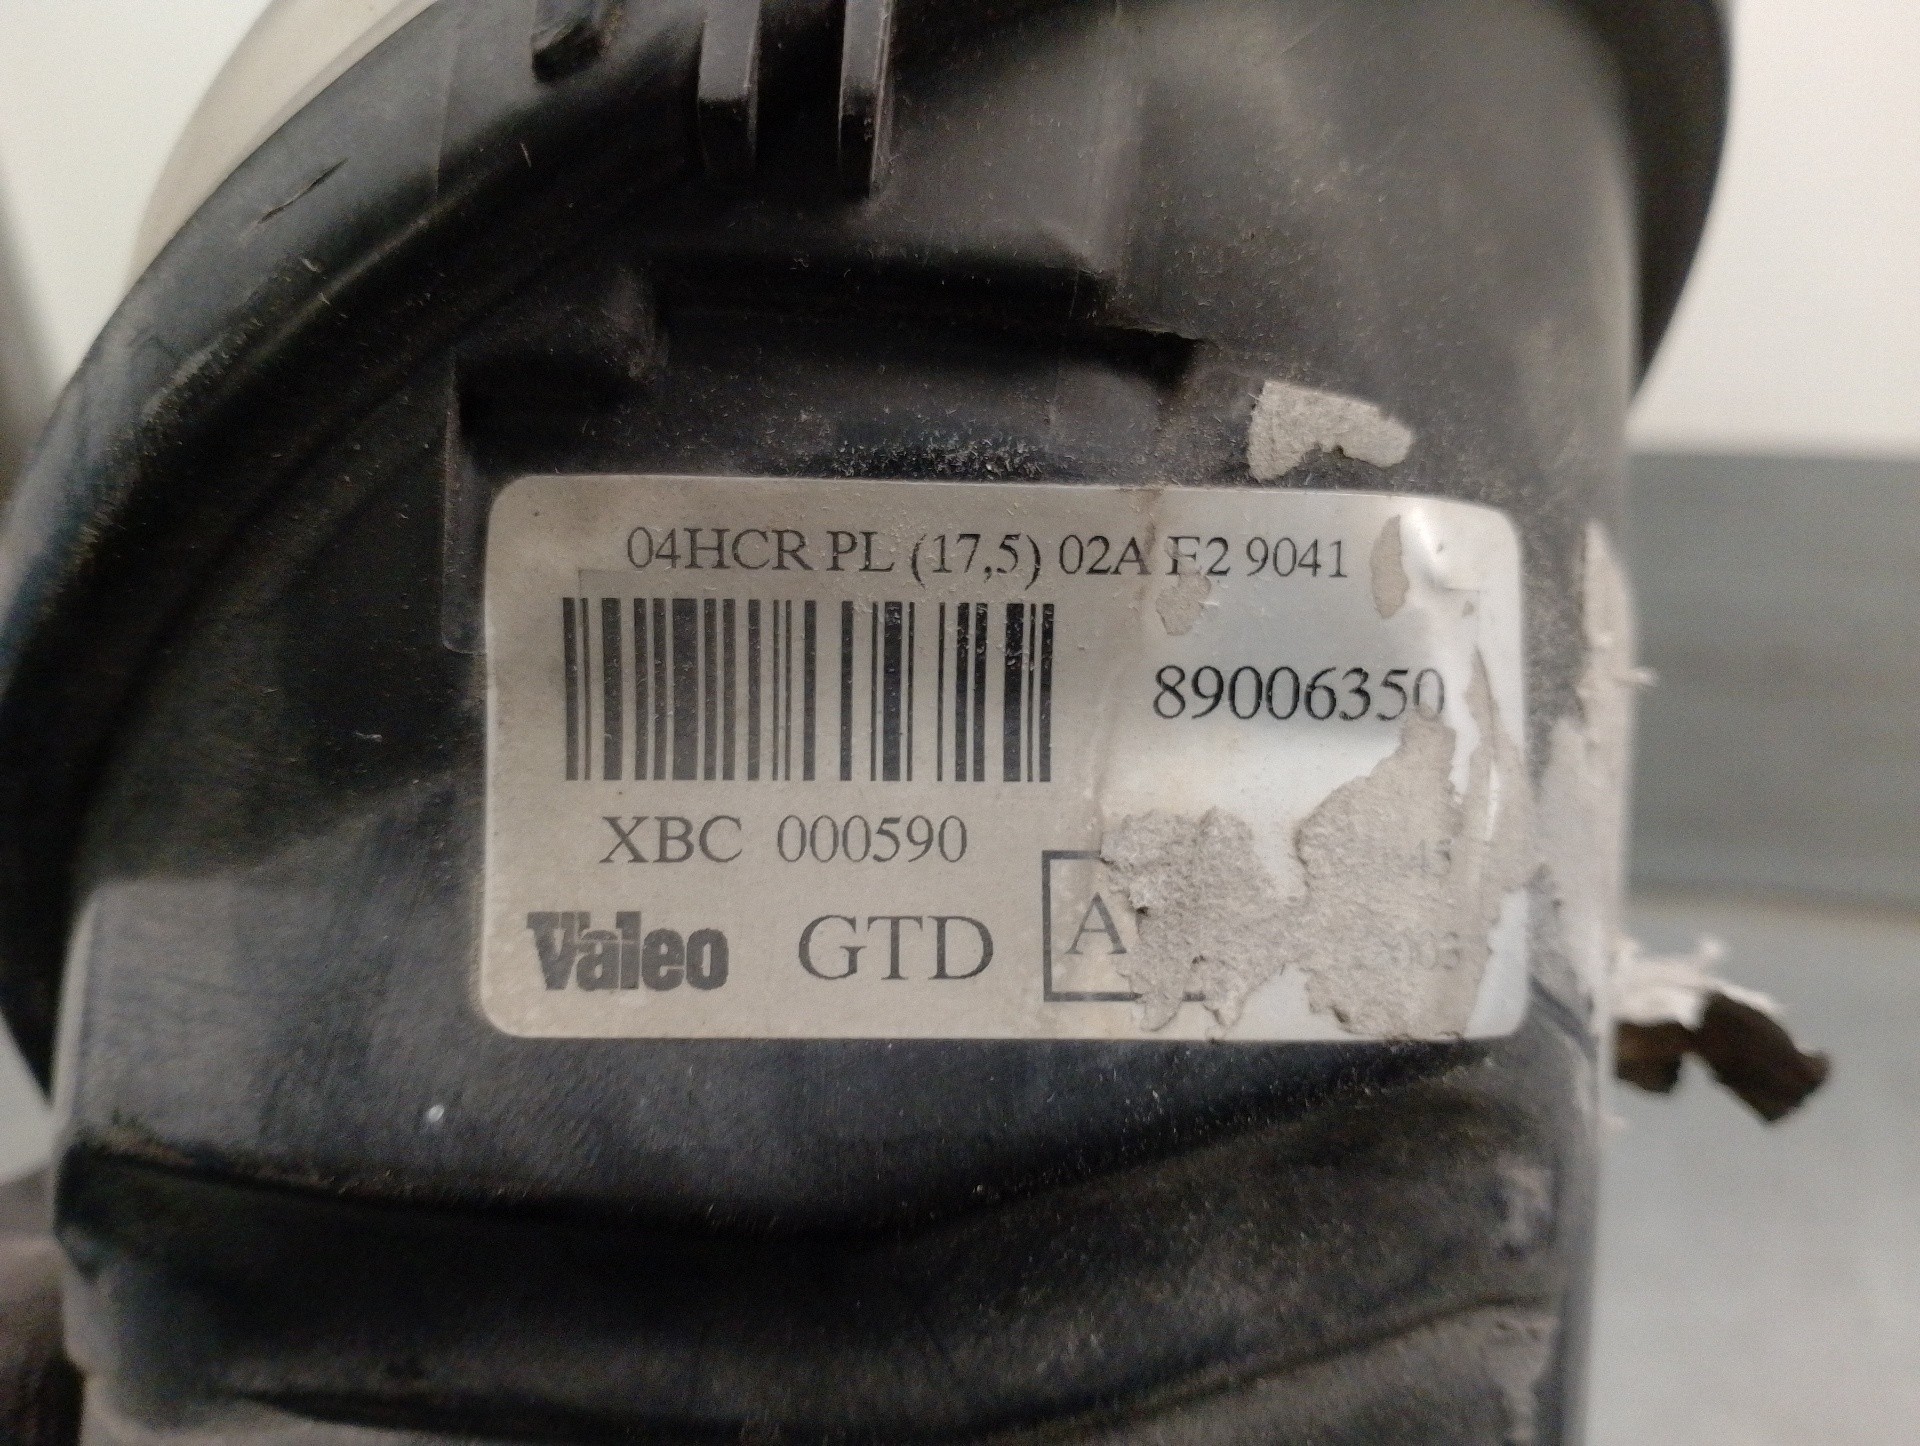 04HCR PL (17,5) 02A E2 9041
89006350
XBC 000590
Valeo GTD A